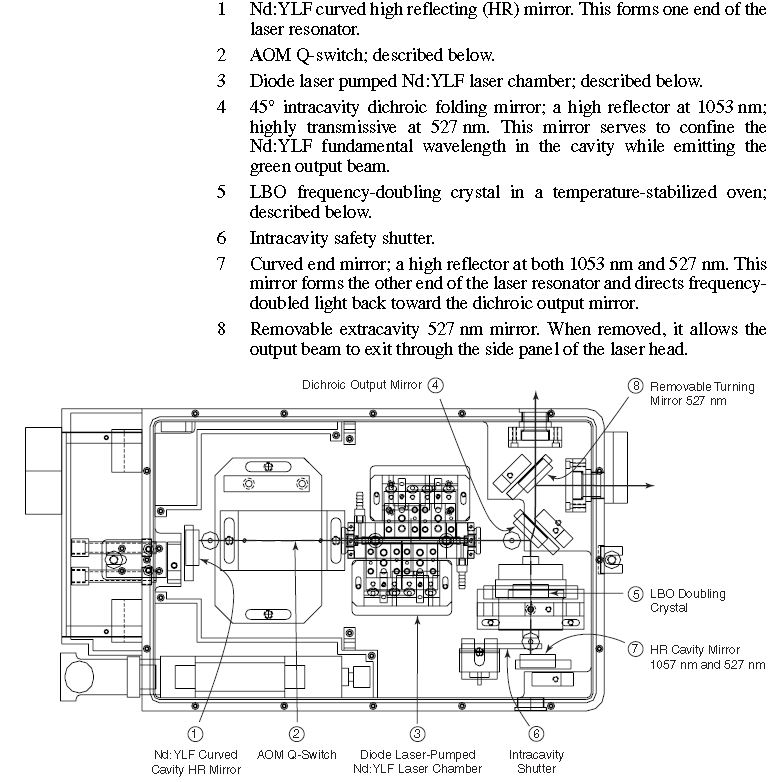 1 Nd:YLF curved high reflecting (HR) mirror. This forms one end of the
laser resonator.
2 AOM Q-switch; described below.
3 Diode laser pumped Nd:YLF laser chamber; described below.
4 45° intracavity dichroic folding mirror; a high reflector at 1053 nm;
highly transmissive at 527 nm. This mirror serves to confine the
Nd:YLF fundamental wavelength in the cavity while emitting the
green output beam.
5 LBO frequency-doubling crystal in a temperature-stabilized oven;
described below.
6 Intracavity safety shutter.
7 Curved end mirror; a high reflector at both 1053 nm and 527 nm. This
mirror forms the other end of the laser resonator and directs frequency-
doubled light back toward the dichroic output mirror.
8 Removable extracavity 527 nm mirror. When removed, it allows the
output beam to exit through the side panel of the laser head.
Dichroic Output Mirror 4
8 Removable Turning
Mirror 527 nm
5 LBO Doubling
Crystal
7 HR Cavity Mirror
1057 nm and 527 nm
1
Nd:YLF Curved
Cavity HR Mirror
2
AOM Q-Switch
3
Diode Laser-Pumped
Nd:YLF Laser Chamber
6
Intracavity
Shutter